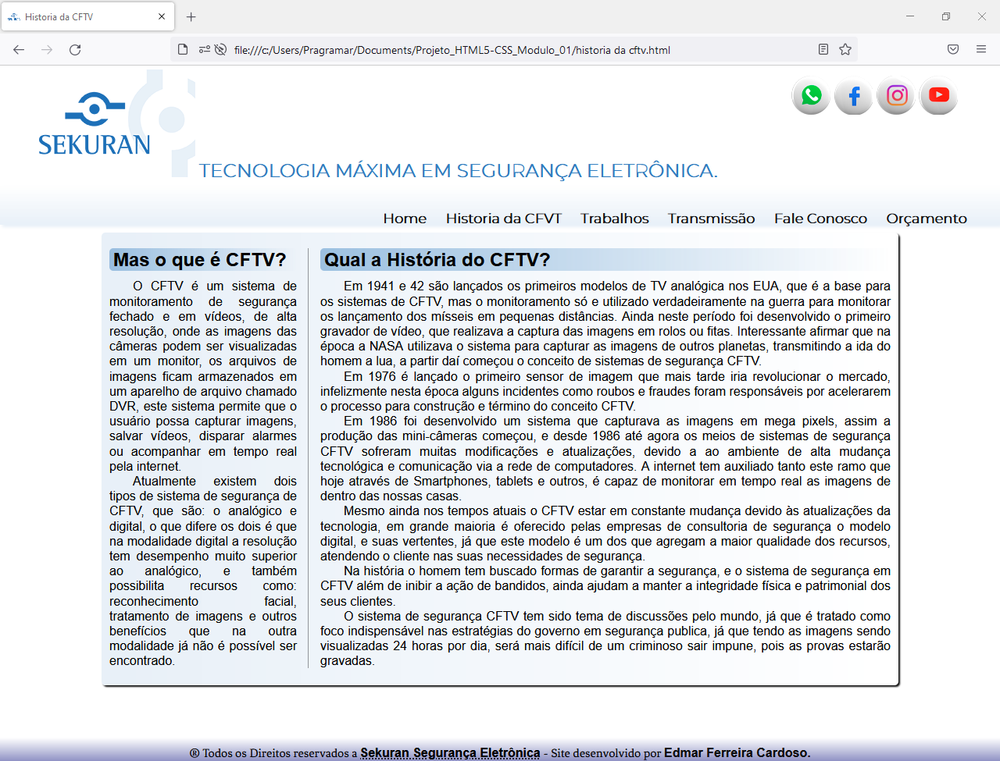 Historia da CFTV
file:///c:/Users/Pragramar/Documents/Projeto_HTML5-CSS_Modulo_01/historia da cftv.html
SEKURAN
TECNOLOGIA MÁXIMA EM SEGURANÇA ELETRÔNICA.
Home Historia da CFVT Trabalhos Transmissão Fale Conosco Orçamento
Mas o que é CFTV?
O CFTV é um sistema de
monitoramento de segurança
fechado e em vídeos, de alta
resolução, onde as imagens das
câmeras podem ser visualizadas
em um monitor, os arquivos de
imagens ficam armazenados em
um aparelho de arquivo chamado
DVR, este sistema permite que o
usuário possa capturar imagens,
salvar vídeos, disparar alarmes
ou acompanhar em tempo real
pela internet.
Atualmente existem dois
tipos de sistema de segurança de
CFTV, que são: o analógico e
digital, o que difere os dois é que
na modalidade digital a resolução
tem desempenho muito superior
ao analógico, e também
possibilita recursos como:
reconhecimento facial,
tratamento de imagens e outros
benefícios que na outra
modalidade já não é possível ser
encontrado.
Qual a História do CFTV?
Em 1941 e 42 são lançados os primeiros modelos de TV analógica nos EUA, que é a base para
os sistemas de CFTV, mas o monitoramento só e utilizado verdadeiramente na guerra para monitorar
os lançamento dos mísseis em pequenas distâncias. Ainda neste período foi desenvolvido o primeiro
gravador de vídeo, que realizava a captura das imagens em rolos ou fitas. Interessante afirmar que na
época a NASA utilizava o sistema para capturar as imagens de outros planetas, transmitindo a ida do
homem a lua, a partir daí começou o conceito de sistemas de segurança CFTV.
Em 1976 é lançado o primeiro sensor de imagem que mais tarde iria revolucionar o mercado,
infelizmente nesta época alguns incidentes como roubos e fraudes foram responsáveis por acelerarem
o processo para construção e término do conceito CFTV.
Em 1986 foi desenvolvido um sistema que capturava as imagens em mega pixels, assim a
produção das mini-câmeras começou, e desde 1986 até agora os meios de sistemas de segurança
CFTV sofreram muitas modificações e atualizações, devido a ao ambiente de alta mudança
tecnológica e comunicação via a rede de computadores. A internet tem auxiliado tanto este ramo que
hoje através de Smartphones, tablets e outros, é capaz de monitorar em tempo real as imagens de
dentro das nossas casas.
Mesmo ainda nos tempos atuais o CFTV estar em constante mudança devido às atualizações da
tecnologia, em grande maioria é oferecido pelas empresas de consultoria de segurança o modelo
digital, e suas vertentes, já que este modelo é um dos que agregam a maior qualidade dos recursos,
atendendo o cliente nas suas necessidades de segurança.
Na história o homem tem buscado formas de garantir a segurança, e o sistema de segurança em
CFTV além de inibir a ação de bandidos, ainda ajudam a manter a integridade física e patrimonial dos
seus clientes.
O sistema de segurança CFTV tem sido tema de discussões pelo mundo, já que é tratado como
foco indispensável nas estratégias do governo em segurança publica, já que tendo as imagens sendo
visualizadas 24 horas por dia, será mais difícil de um criminoso sair impune, pois as provas estarão
gravadas.
® Todos os Direitos reservados a Sekuran Segurança Eletrônica - Site desenvolvido por Edmar Ferreira Cardoso.